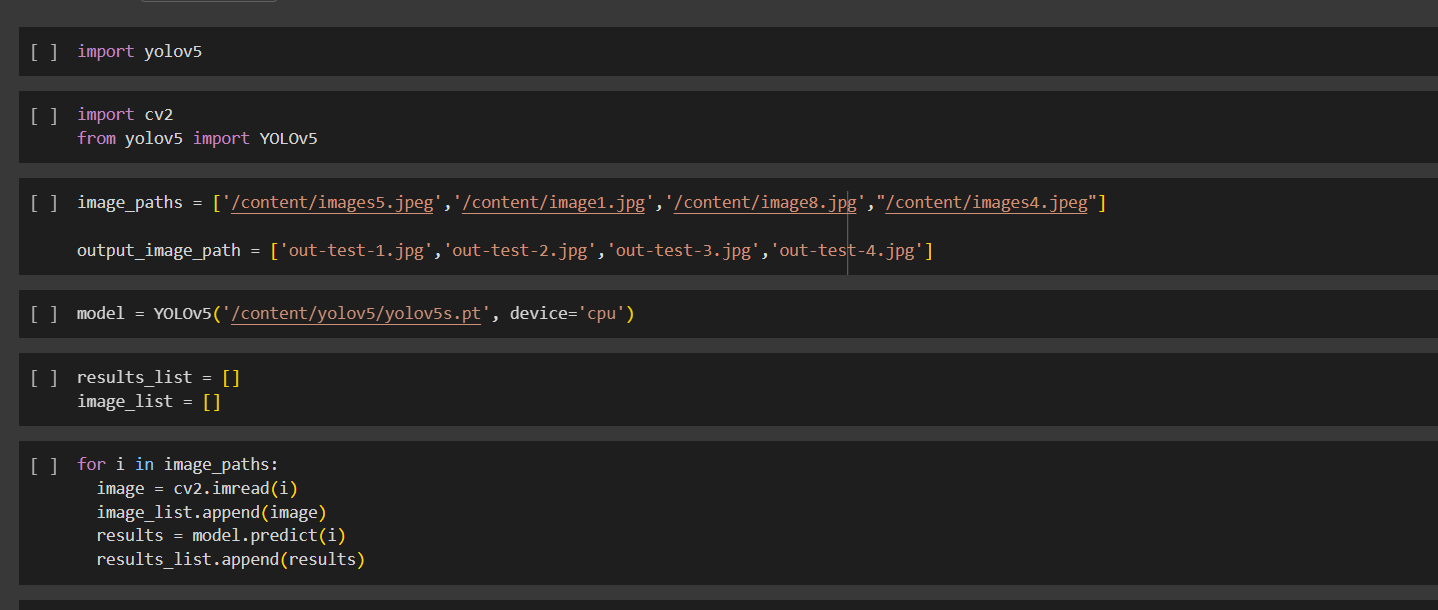 [ ] import yolov5
[ ] import cv2
from yolov5 import YOLOv5
[ ] image_paths = ['/content/images5.jpeg','/content/image1.jpg','/content/image8.jpg',"/content/images4.jpeg"]
output_image_path = ['out-test-1.jpg','out-test-2.jpg','out-test-3.jpg','out-test-4.jpg']
[ ] model = YOLOv5('/content/yolov5/yolov5s.pt', device='cpu')
[ ] results_list = []
image_list = []
[ ] for i in image_paths:
  image = cv2.imread(i)
  image_list.append(image)
  results = model.predict(i)
  results_list.append(results)